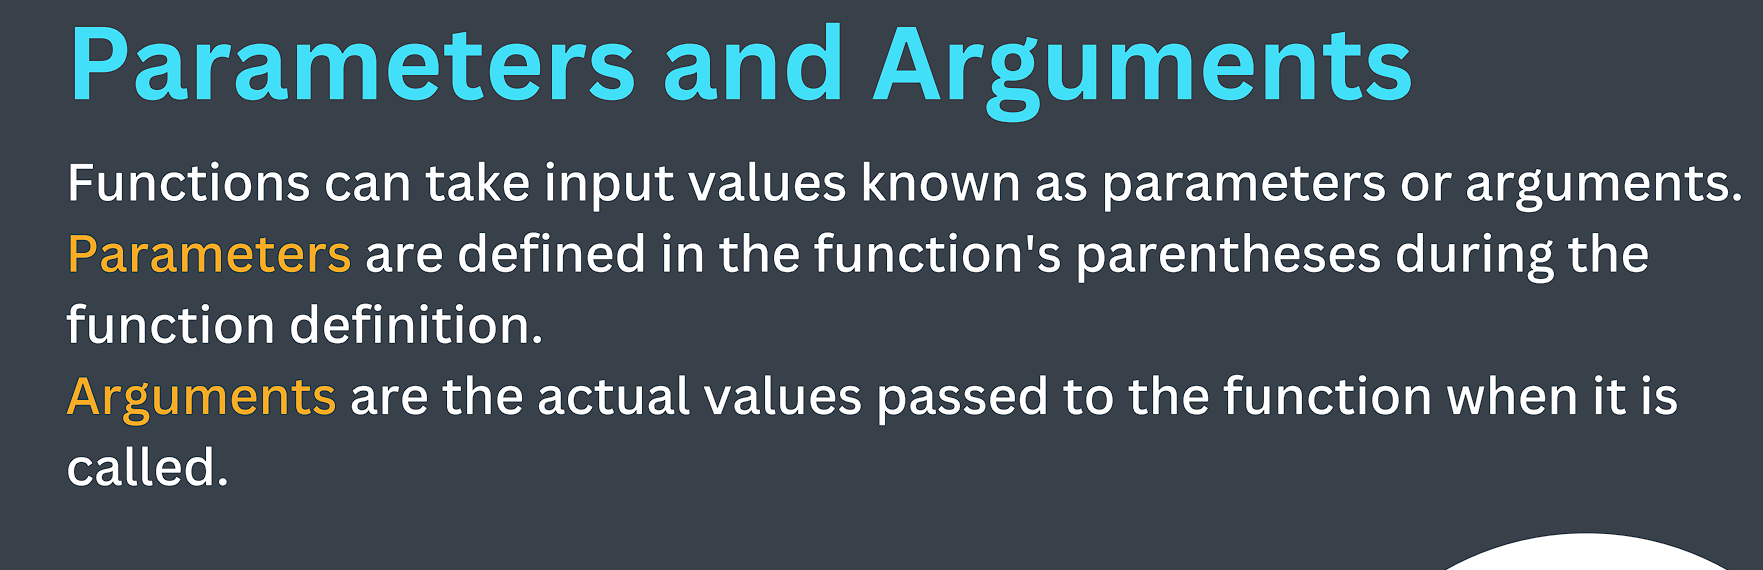 Parameters and Arguments
Functions can take input values known as parameters or arguments.
Parameters are defined in the function's parentheses during the
function definition.
Arguments are the actual values passed to the function when it is
called.